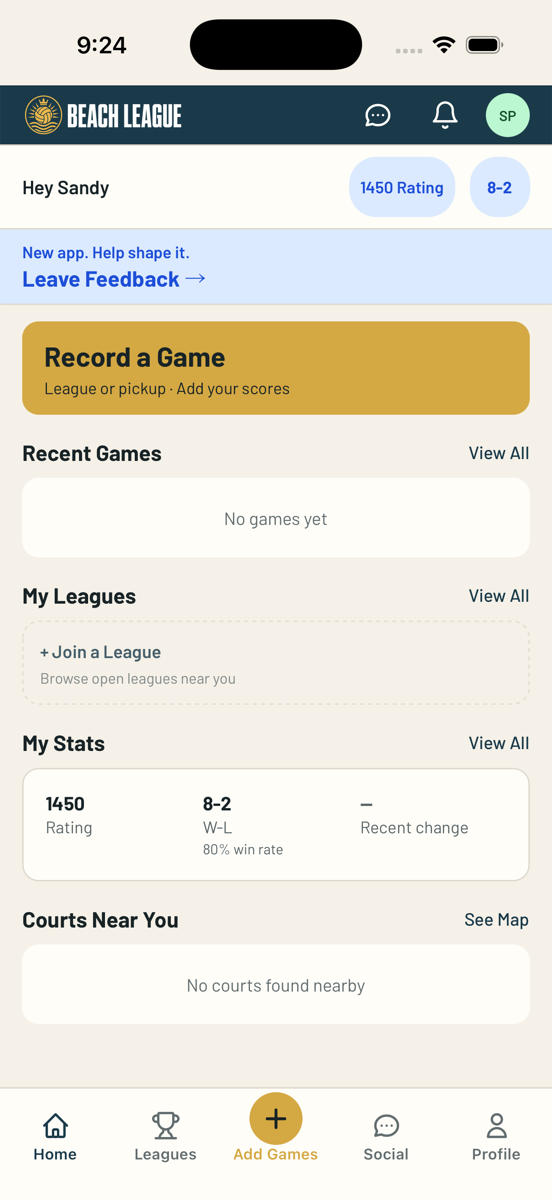 9:24
BEACH LEAGUE
SP
Hey Sandy
1450 Rating
8-2
New app. Help shape it.
Leave Feedback →
Record a Game
League or pickup · Add your scores
Recent Games
View All
No games yet
My Leagues
View All
+ Join a League
Browse open leagues near you
My Stats
View All
1450
8-2
—
Rating
W-L
Recent change
80% win rate
Courts Near You
See Map
No courts found nearby
Home
Leagues
Add Games
Social
Profile